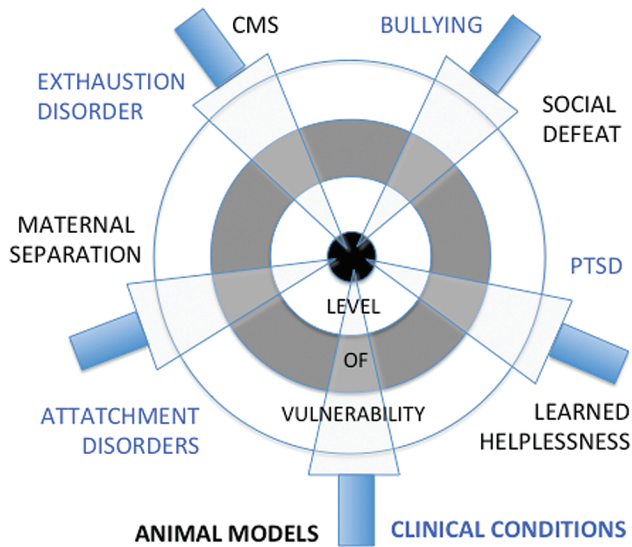 CMS
BULLYING
EXHAUSTION
DISORDER
SOCIAL
DEFEAT
MATERNAL
SEPARATION
PTSD
LEVEL
OF
VULNERABILITY
ATTATCHMENT
DISORDERS
LEARNED
HELPLESSNESS
ANIMAL MODELS
CLINICAL CONDITIONS